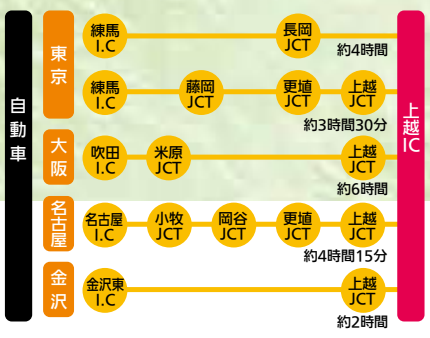 自動車
東京
練馬
I.C
長岡
JCT
約4時間
練馬
I.C
藤岡
JCT
更埴
JCT
上越
JCT
約3時間30分
大阪
吹田
I.C
米原
JCT
上越
JCT
約6時間
名古屋
名古屋
I.C
小牧
JCT
岡谷
JCT
更埴
JCT
上越
JCT
約4時間15分
金沢
金沢東
I.C
上越
JCT
約2時間
上越IC